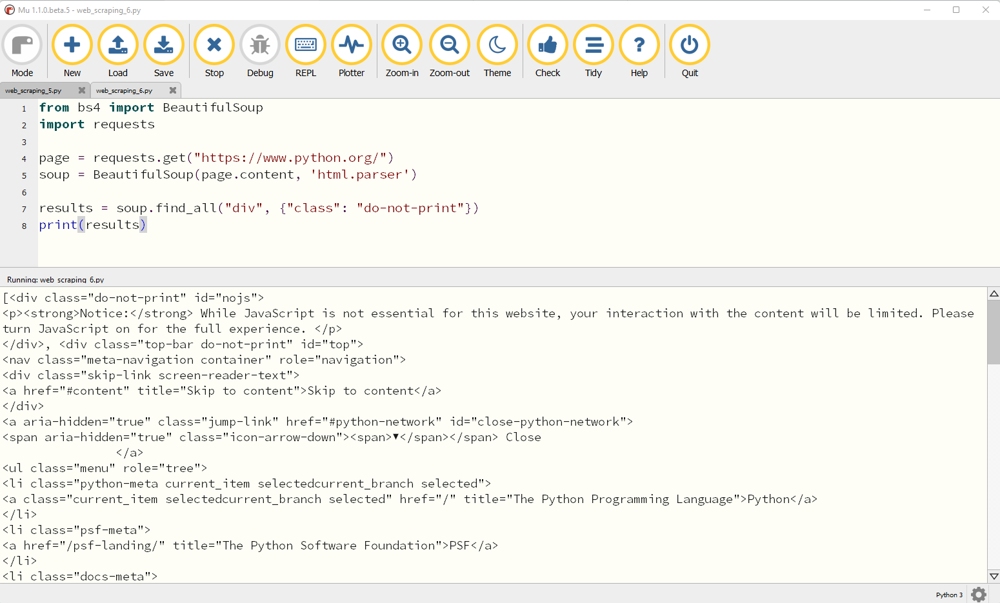 Mu 1.1.0.beta.5 - web_scraping_6.py
Mode New Load Save Stop Debug REPL Plotter Zoom-in Zoom-out Theme Check Tidy Help Quit
web_scraping_5.py web_scraping_6.py
1 from bs4 import BeautifulSoup
2 import requests
3
4 page = requests.get("https://www.python.org/")
5 soup = BeautifulSoup(page.content, 'html.parser')
6
7 results = soup.find_all("div", {"class": "do-not-print"})
8 print(results)
Running: web_scraping_6.py
[<div class="do-not-print" id="nojs">
<p><strong>Notice:</strong> While JavaScript is not essential for this website, your interaction with the content will be limited. Please
turn JavaScript on for the full experience. </p>
</div>, <div class="top-bar do-not-print" id="top">
<nav class="meta-navigation container" role="navigation">
<div class="skip-link screen-reader-text">
<a href="#content" title="Skip to content">Skip to content</a>
</div>
<a aria-hidden="true" class="jump-link" href="#python-network" id="close-python-network">
<span aria-hidden="true" class="icon-arrow-down"><span>▼</span></span> Close
</a>
<ul class="menu" role="tree">
<li class="python-meta current_item selectedcurrent_branch selected">
<a class="current_item selectedcurrent_branch selected" href="/" title="The Python Programming Language">Python</a>
</li>
<li class="psf-meta">
<a href="/psf-landing/" title="The Python Software Foundation">PSF</a>
</li>
<li class="docs-meta">
Python 3